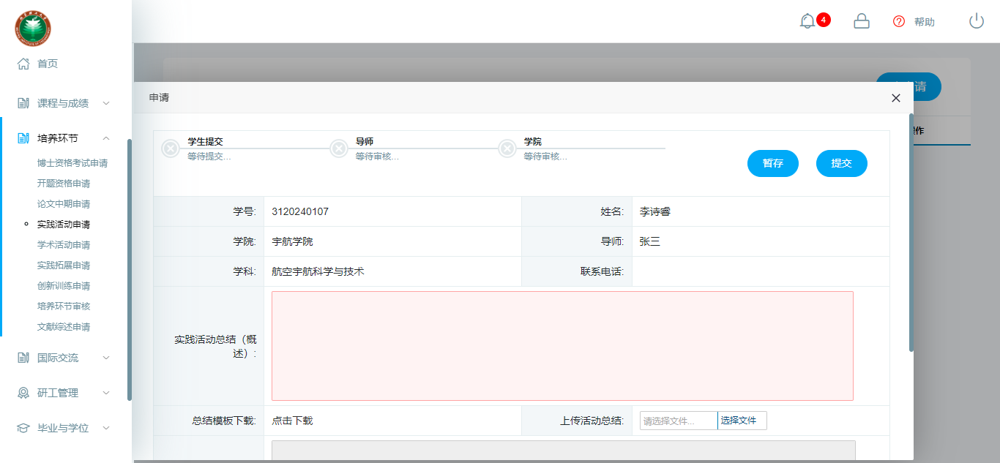 4
帮助
首页
课程与成绩
培养环节
博士资格考试申请
开题资格申请
论文中期申请
实践活动申请
学术活动申请
实践拓展申请
创新训练申请
培养环节审核
文献综述申请
国际交流
研工管理
毕业与学位
请
作
申请
学生提交
等待提交...
导师
等待审核...
学院
等待审核...
暂存
提交
学号: 3120240107 姓名: 李诗睿
学院: 宇航学院 导师: 张三
学科: 航空宇航科学与技术 联系电话:
实践活动总结（概
述）:
总结模板下载: 点击下载 上传活动总结: 请选择文件... 选择文件